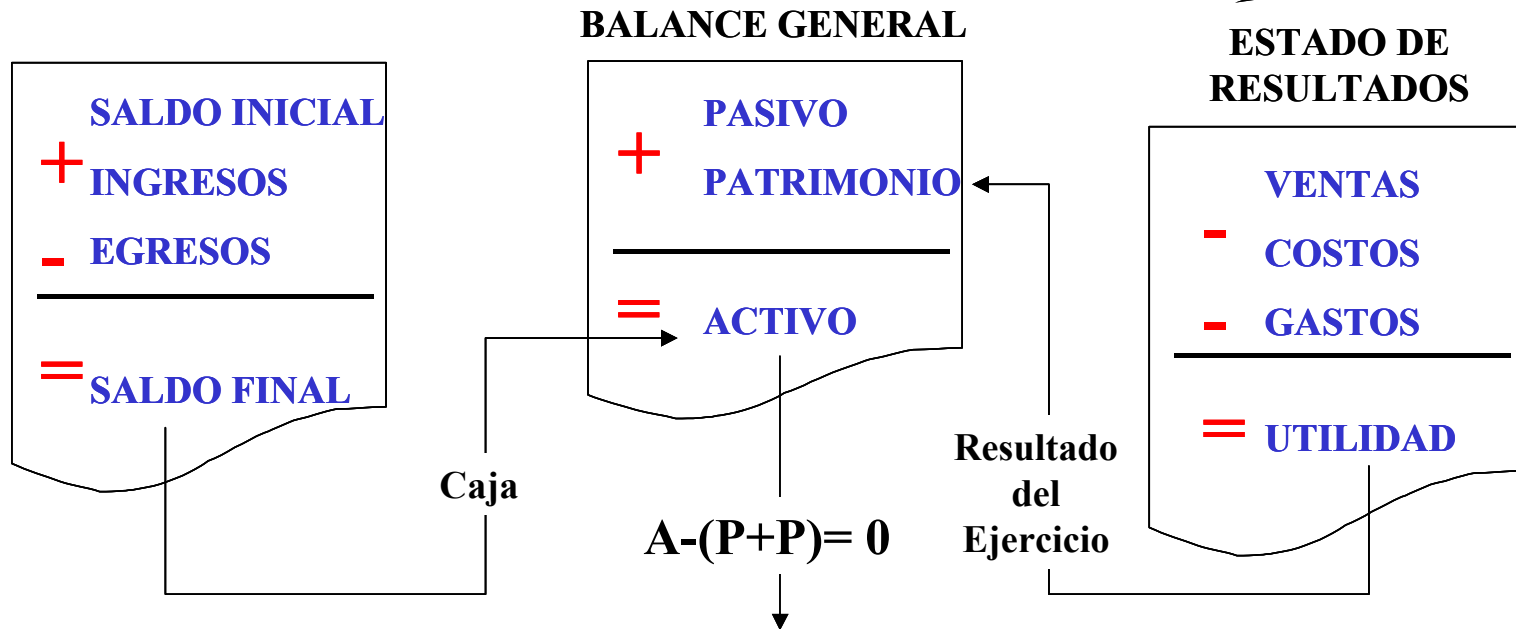 BALANCE GENERAL
ESTADO DE
RESULTADOS
SALDO INICIAL
+
INGRESOS
- EGRESOS
= SALDO FINAL
PASIVO
+
PATRIMONIO
= ACTIVO
VENTAS
-
COSTOS
- GASTOS
= UTILIDAD
Caja
A-(P+P)= 0
Resultado
del
Ejercicio